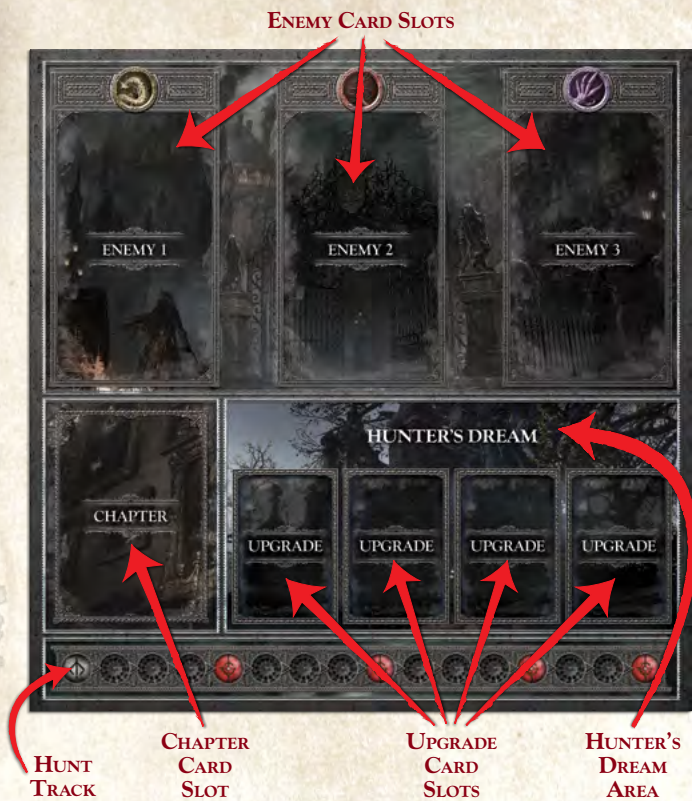 ENEMY CARD SLOTS
ENEMY 1 ENEMY 2 ENEMY 3
HUNTER'S DREAM
CHAPTER
UPGRADE UPGRADE UPGRADE UPGRADE
HUNT
TRACK
CHAPTER
CARD
SLOT
UPGRADE
CARD
SLOTS
HUNTER'S
DREAM
AREA